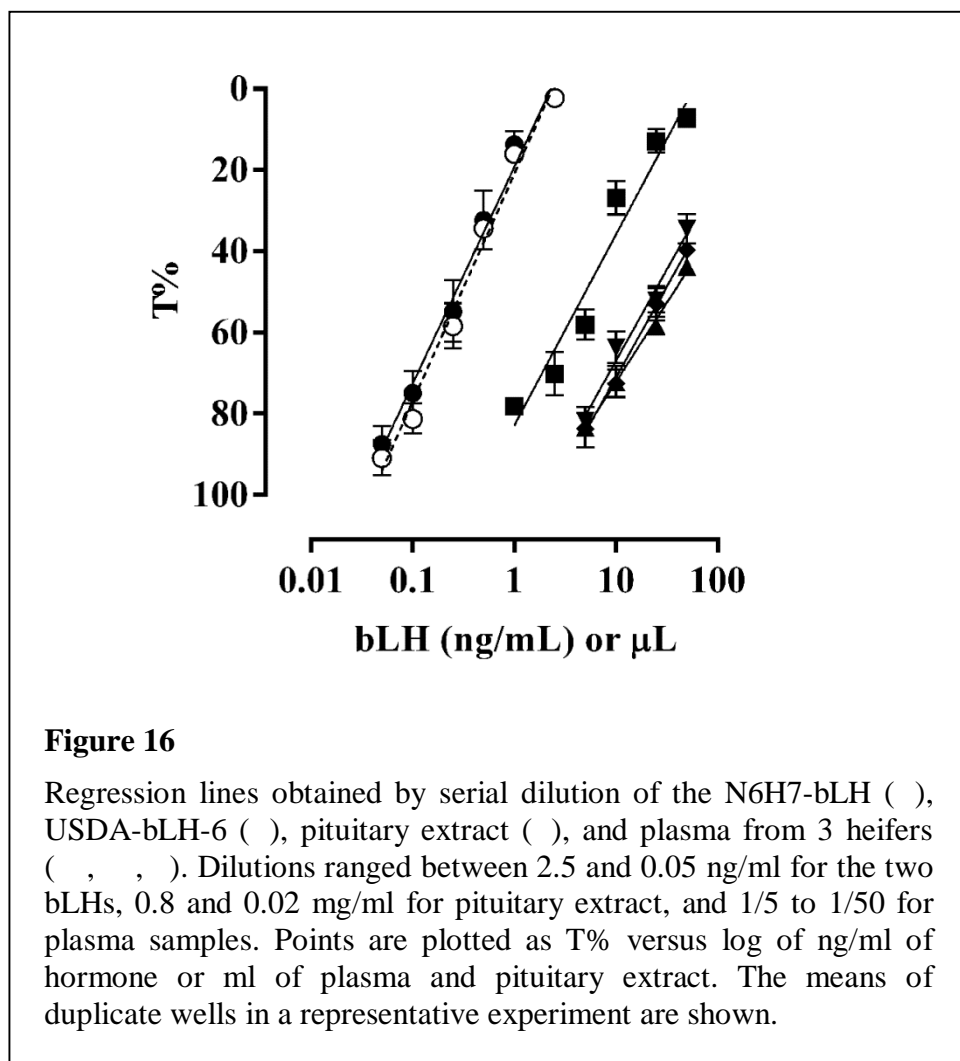 0
20
40
60
80
100
T%
0.01 0.1 1 10 100
bLH (ng/mL) or μL
Figure 16
Regression lines obtained by serial dilution of the N6H7-bLH ( ),
USDA-bLH-6 ( ), pituitary extract ( ), and plasma from 3 heifers
( , , ). Dilutions ranged between 2.5 and 0.05 ng/ml for the two
bLHs, 0.8 and 0.02 mg/ml for pituitary extract, and 1/5 to 1/50 for
plasma samples. Points are plotted as T% versus log of ng/ml of
hormone or ml of plasma and pituitary extract. The means of
duplicate wells in a representative experiment are shown.